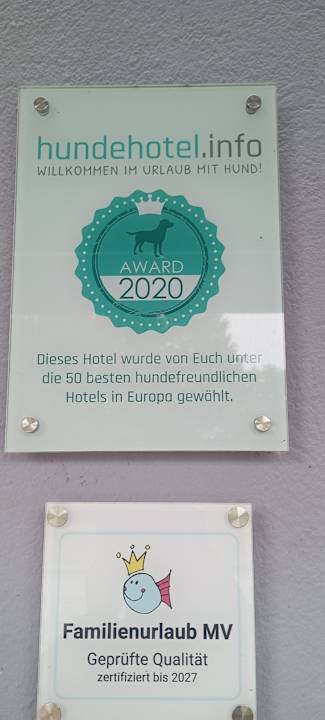 hundehotel.info
WILLKOMMEN IM URLAUB MIT HUND!
AWARD
2020
Dieses Hotel wurde von Euch unter
die 50 besten hundefreundlichen
Hotels in Europa gewählt.
Familienurlaub MV
Geprüfte Qualität
zertifiziert bis 2027